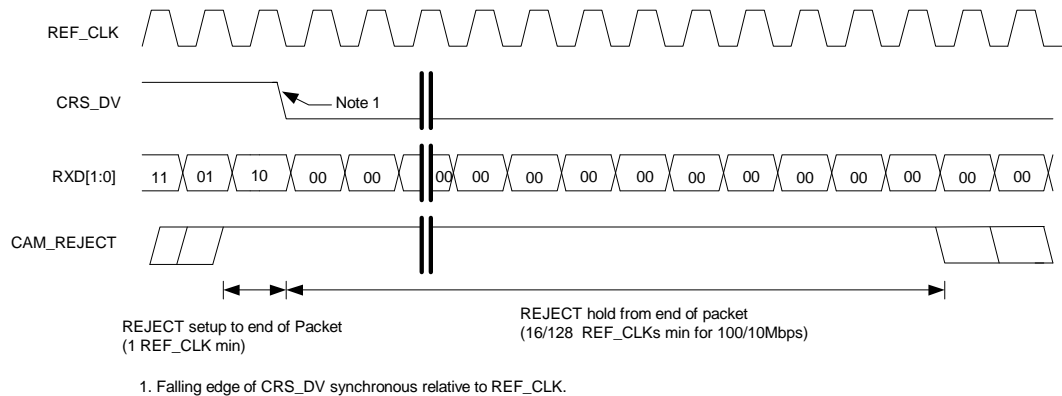 REF_CLK
CRS_DV
Note 1
RXD[1:0]
11 01 10 00 00 00 00 00 00 00 00 00 00 00 00
CAM_REJECT
REJECT setup to end of Packet
(1 REF_CLK min)
REJECT hold from end of packet
(16/128 REF_CLKs min for 100/10Mbps)
1. Falling edge of CRS_DV synchronous relative to REF_CLK.